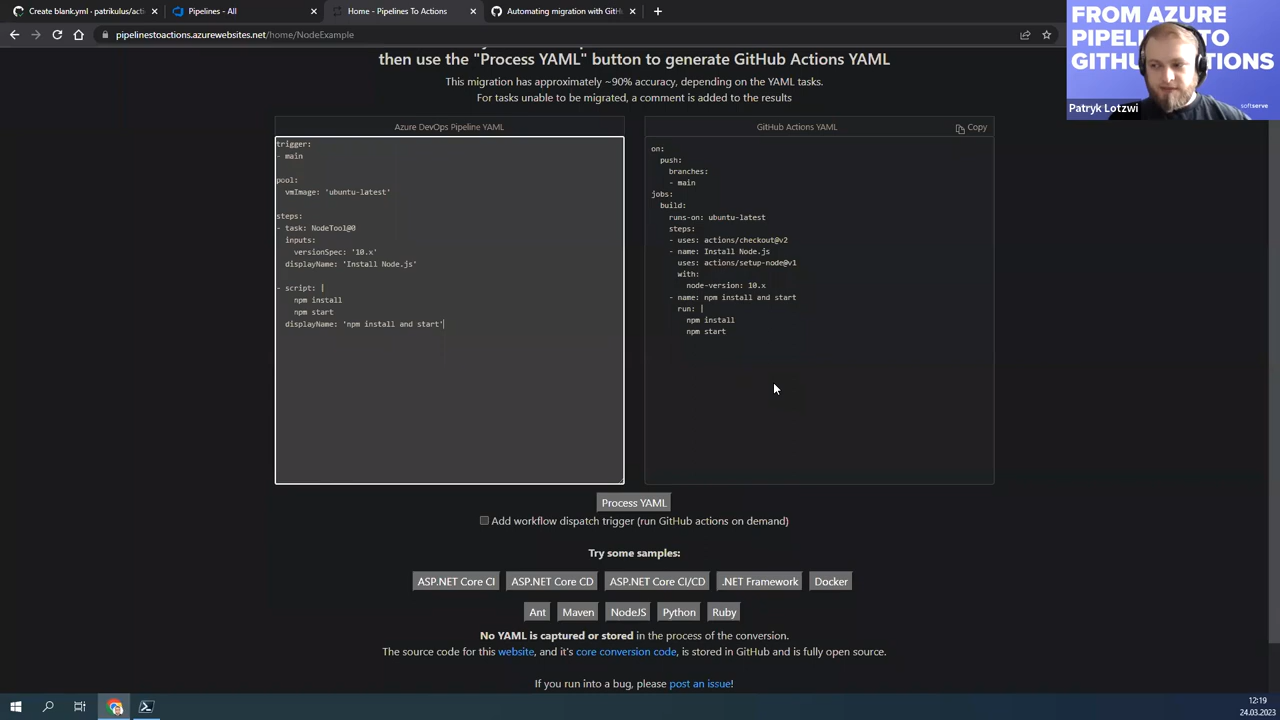 Create blank.yml · patrikulus/acti
Pipelines - All
Home - Pipelines To Actions
Automating migration with GitH
pipelinestoactions.azurewebsites.net/home/NodeExample
FROM AZURE
GITHU
TIONS
Patryk Lotzwi
softserve
then use the "Process YAML" button to generate GitHub Actions YAML
This migration has approximately ~90% accuracy, depending on the YAML tasks.
For tasks unable to be migrated, a comment is added to the results
Azure DevOps Pipeline YAML
trigger:
- main
pool:
  vmImage: 'ubuntu-latest'
steps:
- task: NodeTool@0
  inputs:
    versionSpec: '10.x'
  displayName: 'Install Node.js'
- script: |
    npm install
    npm start
  displayName: 'npm install and start'
GitHub Actions YAML
Copy
on:
  push:
    branches:
    - main
jobs:
  build:
    runs-on: ubuntu-latest
    steps:
    - uses: actions/checkout@v2
    - name: Install Node.js
      uses: actions/setup-node@v1
      with:
        node-version: 10.x
    - name: npm install and start
      run: |
        npm install
        npm start
Process YAML
Add workflow dispatch trigger (run GitHub actions on demand)
Try some samples:
ASP.NET Core CI
ASP.NET Core CD
ASP.NET Core CI/CD
.NET Framework
Docker
Ant
Maven
NodeJS
Python
Ruby
No YAML is captured or stored in the process of the conversion.
The source code for this website, and it's core conversion code, is stored in GitHub and is fully open source.
If you run into a bug, please post an issue!
12:19
24.03.2023